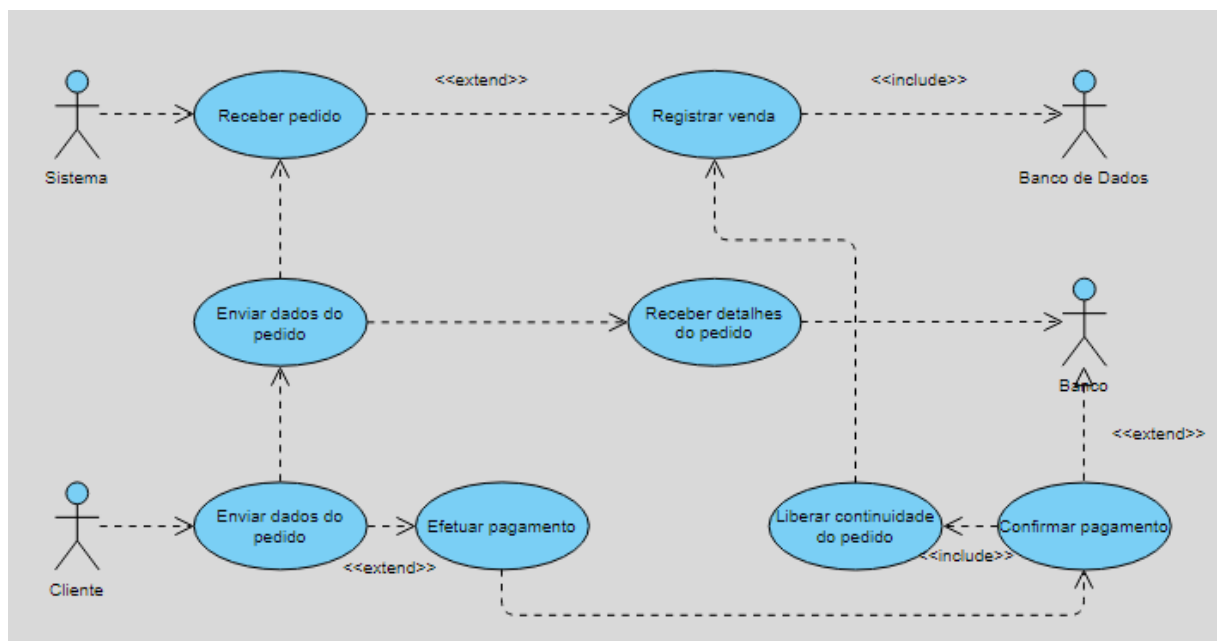 <<extend>>
<<include>>
Receber pedido
Registrar venda
Sistema
Banco de Dados
Enviar dados do
pedido
Receber detalhes
do pedido
Banco
<<extend>>
Enviar dados do
pedido
Efetuar pagamento
Liberar continuidade
do pedido
Confirmar pagamento
<<extend>>
<<include>>
Cliente